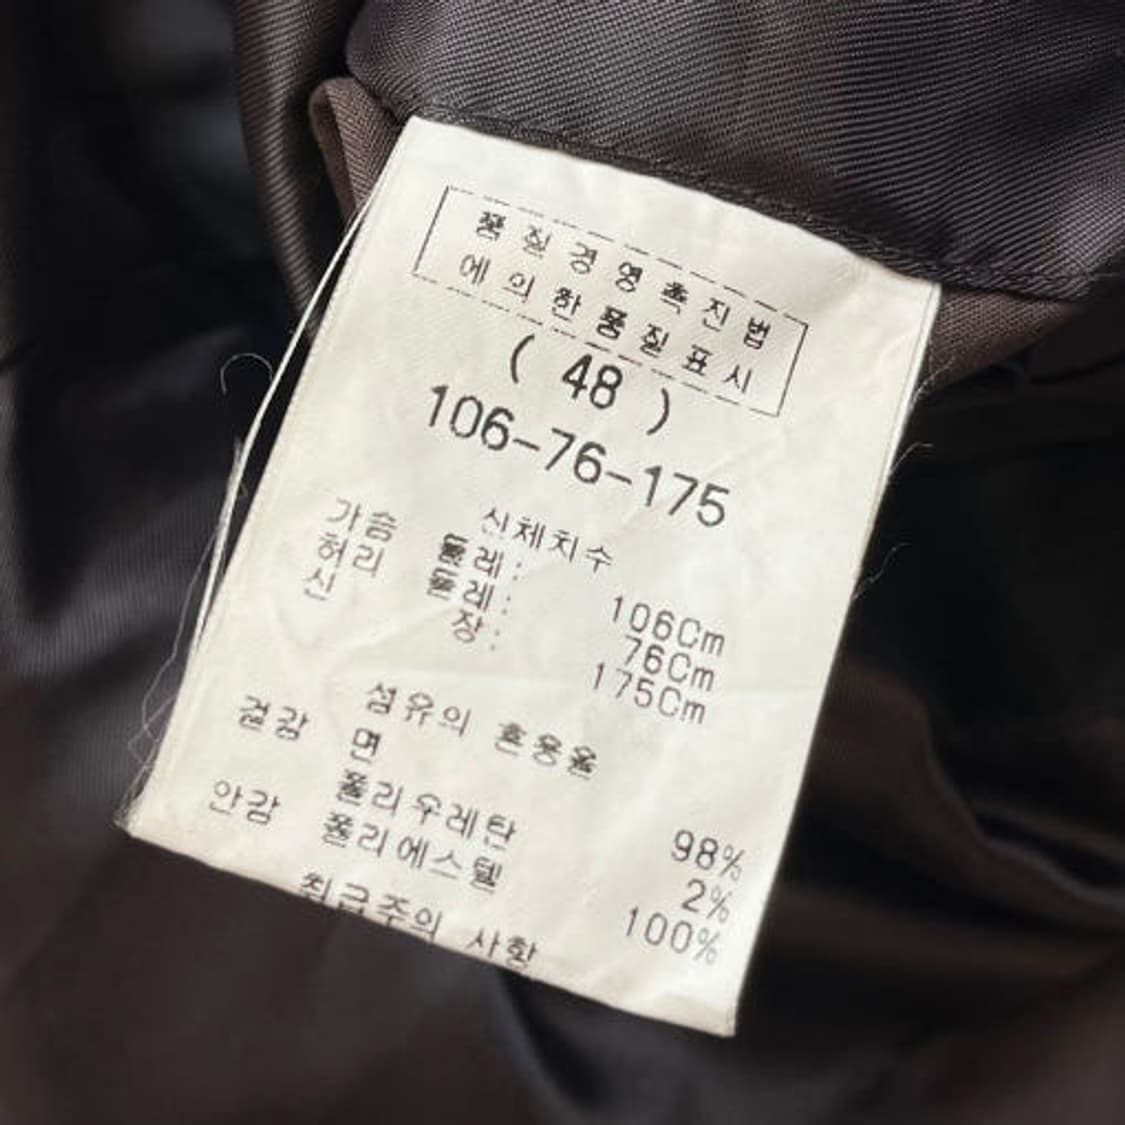 품질경영촉진법
에의한품질표시
( 48 )
106-76-175
신체치수
가슴 둘레: 106Cm
허리 둘레: 76Cm
신 장: 175Cm
섬유의 혼용율
겉감 면 98%
폴리우레탄 2%
안감 폴리에스텔 100%
취급주의 사항